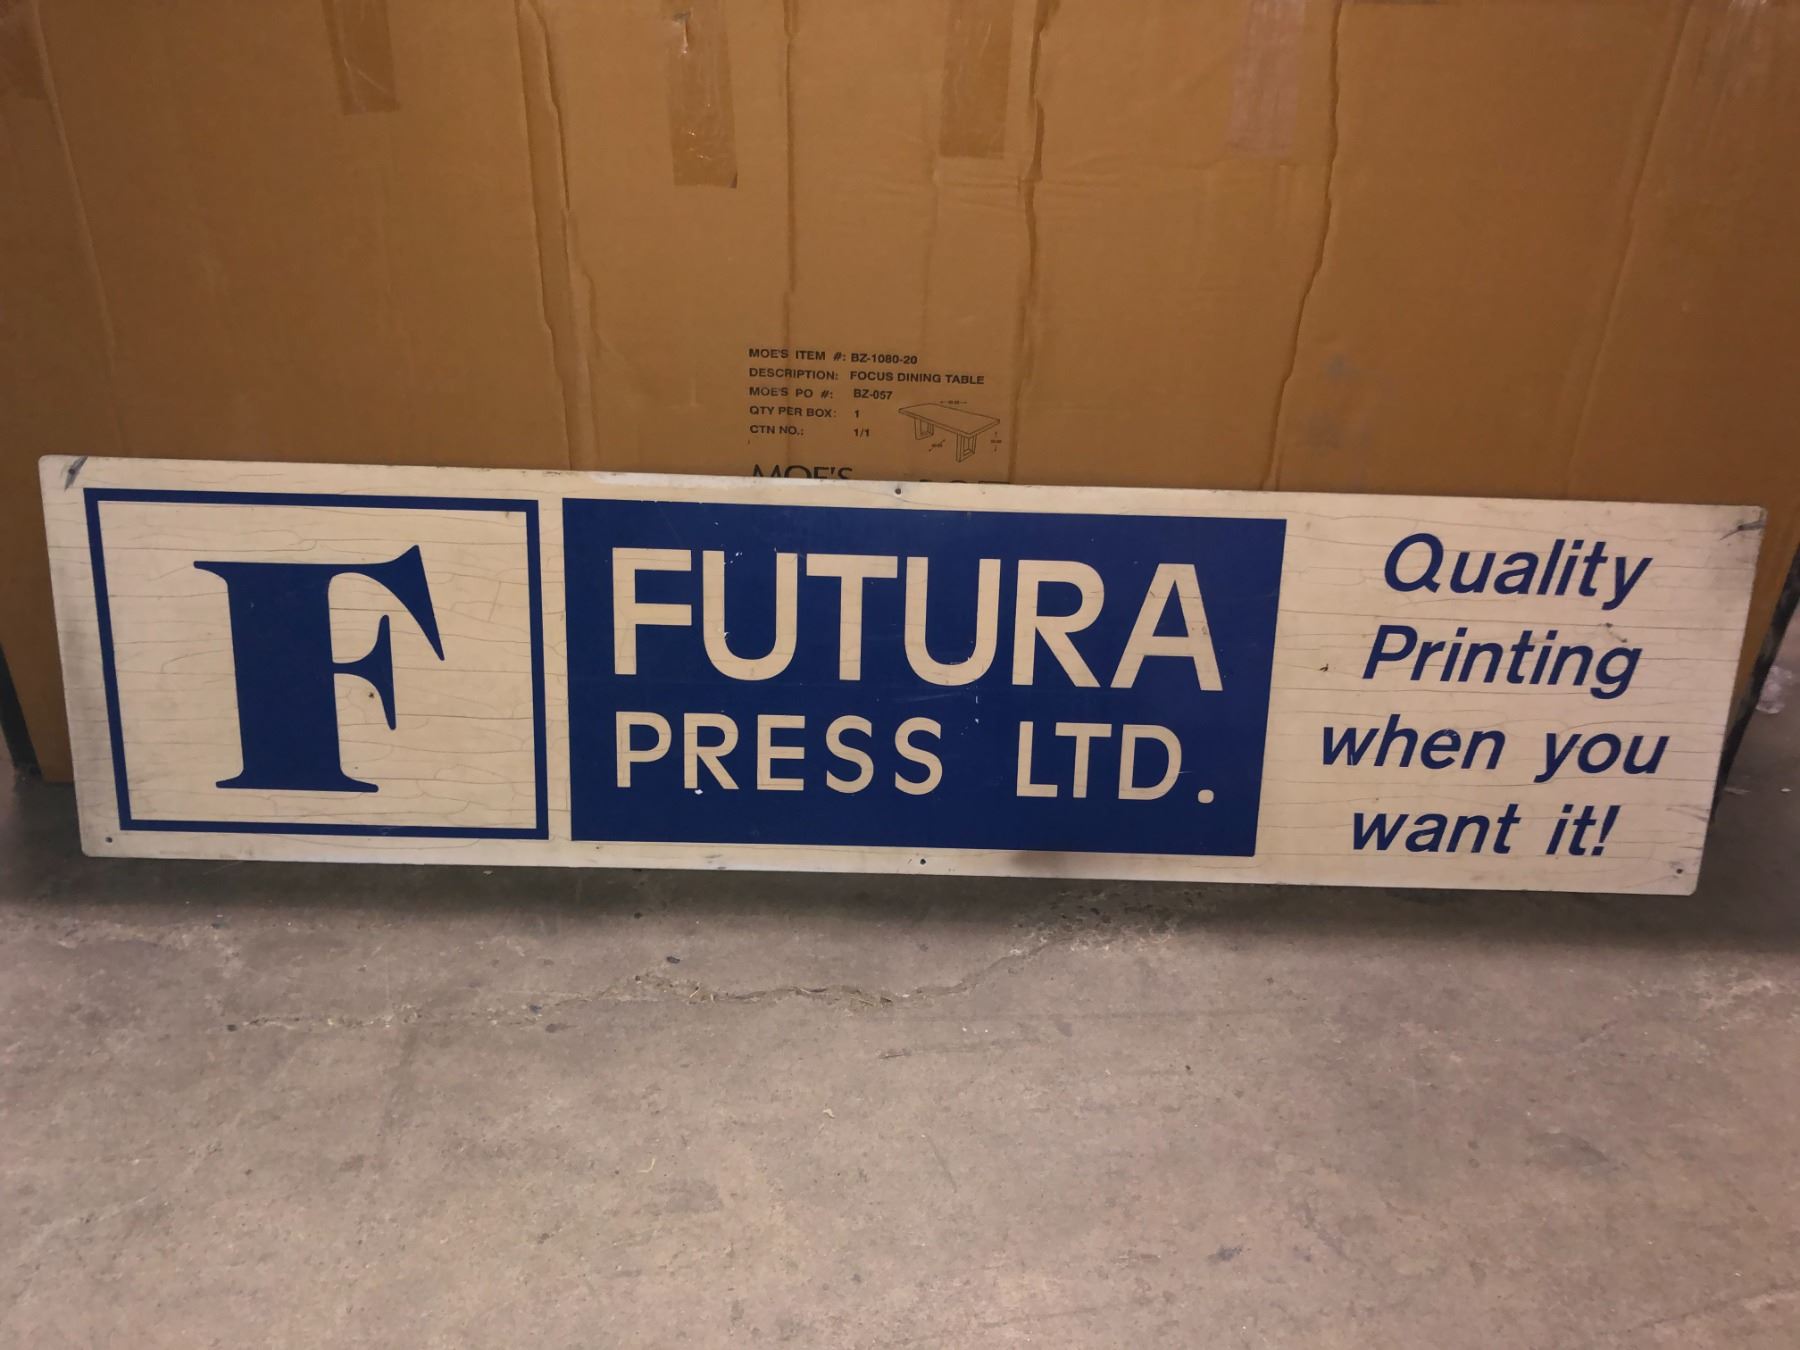 MOE'S ITEM #: BZ-1080-20
DESCRIPTION: FOCUS DINING TABLE
MOE'S PO #: BZ-057
QTY PER BOX: 1
CTN NO.: 1/1
MOE'S
F
FUTURA
PRESS LTD.
Quality
Printing
when you
want it!